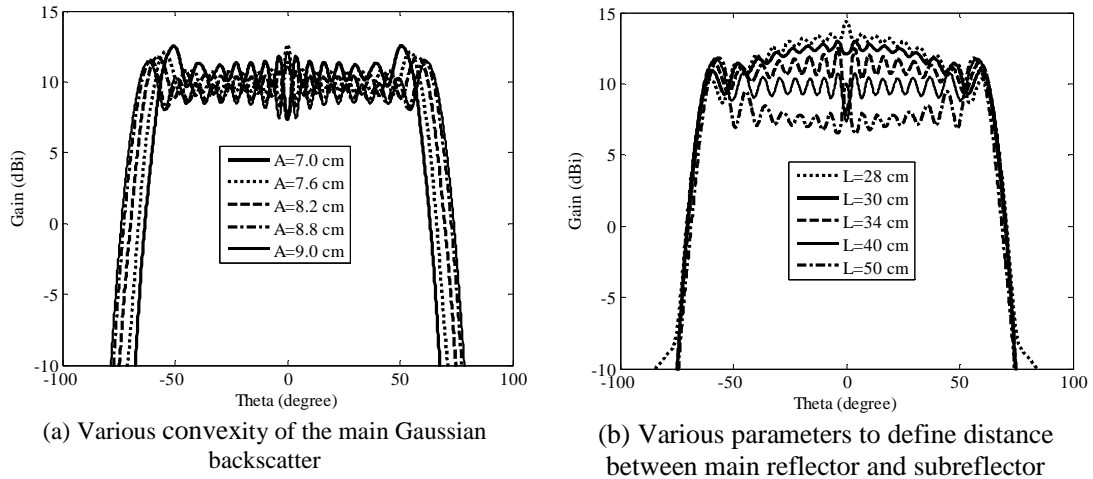 15
10
5
0
-5
-10
Gain (dBi)
A=7.0 cm
A=7.6 cm
A=8.2 cm
A=8.8 cm
A=9.0 cm
-100
-50
0
50
100
Theta (degree)
(a) Various convexity of the main Gaussian
backscatter
15
10
5
0
-5
-10
Gain (dBi)
L=28 cm
L=30 cm
L=34 cm
L=40 cm
L=50 cm
-100
-50
0
50
100
Theta (degree)
(b) Various parameters to define distance
between main reflector and subreflector